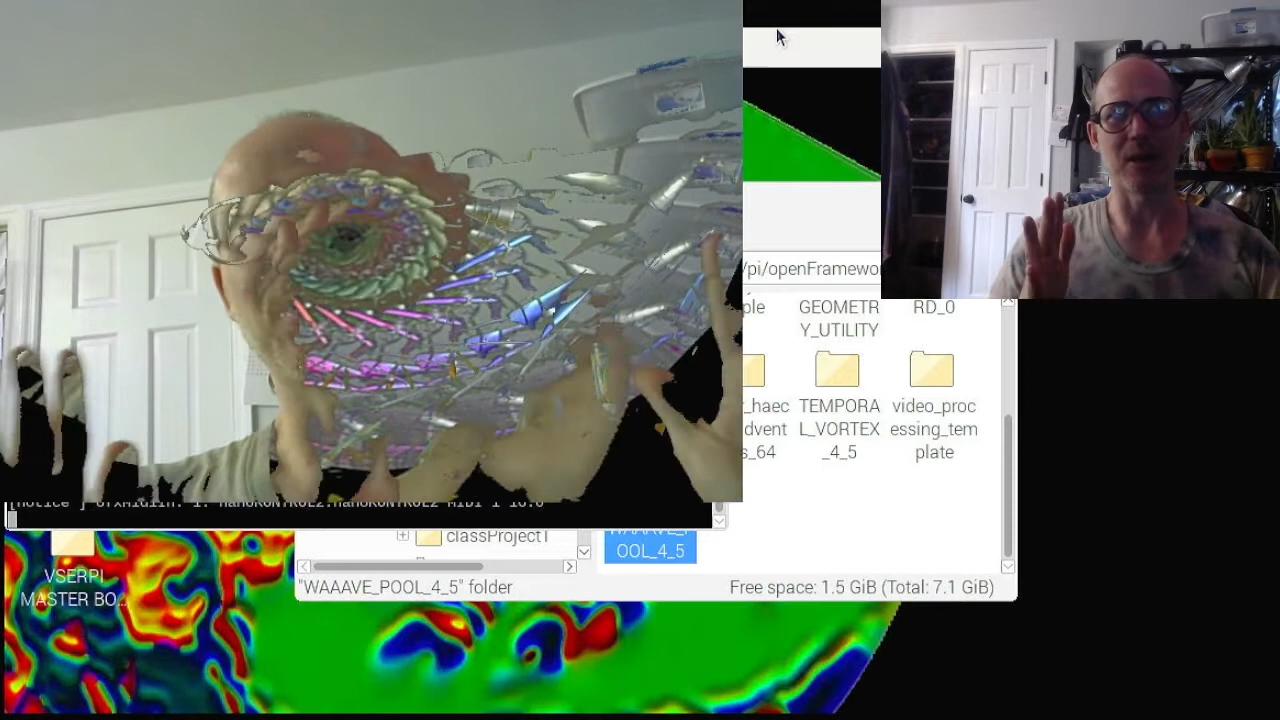 /pi/openFramewo
ple
GEOMETR
Y_UTILITY
RD_0
_haec
dvent
s_64
TEMPORA
L_VORTEX
_4_5
video_proc
essing_tem
plate
classProject1
OOL_4_5
VSERPI
MASTER BO...
"WAAAVE_POOL_4_5" folder
Free space: 1.5 GiB (Total: 7.1 GiB)